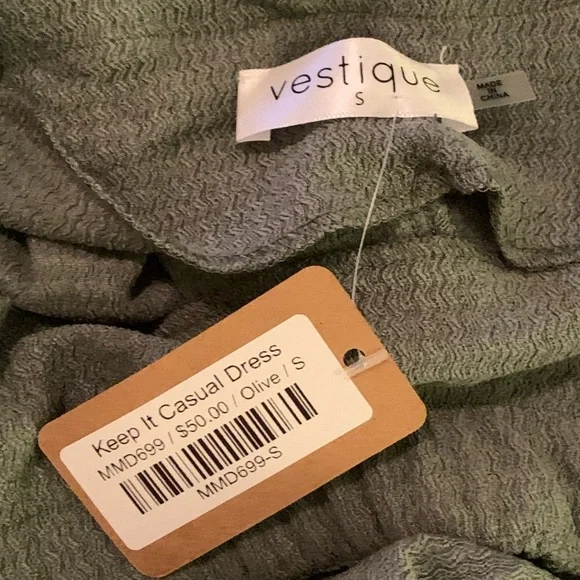 vestique
S
MADE
IN
CHINA
Keep It Casual Dress
MMD699 / $50.00 / Olive / S
MMD699-S